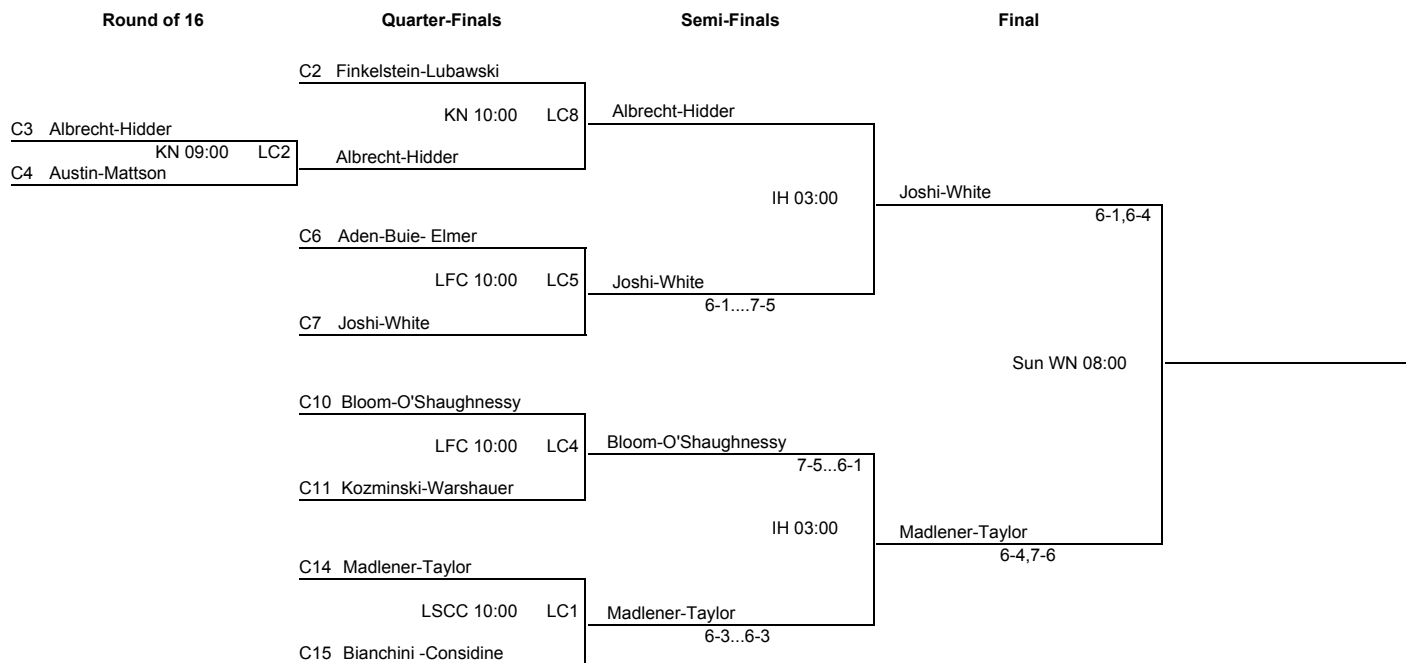 Round of 16
Quarter-Finals
Semi-Finals
Final
C2 Finkelstein-Lubawski
KN 10:00 LC8
Albrecht-Hidder
C3 Albrecht-Hidder
KN 09:00 LC2
Albrecht-Hidder
C4 Austin-Mattson
IH 03:00
Joshi-White
6-1,6-4
C6 Aden-Buie- Elmer
LFC 10:00 LC5
Joshi-White
6-1....7-5
C7 Joshi-White
Sun WN 08:00
C10 Bloom-O'Shaughnessy
LFC 10:00 LC4
Bloom-O'Shaughnessy
7-5...6-1
C11 Kozminski-Warshauer
IH 03:00
Madlener-Taylor
6-4,7-6
C14 Madlener-Taylor
LSCC 10:00 LC1
Madlener-Taylor
6-3...6-3
C15 Bianchini -Considine